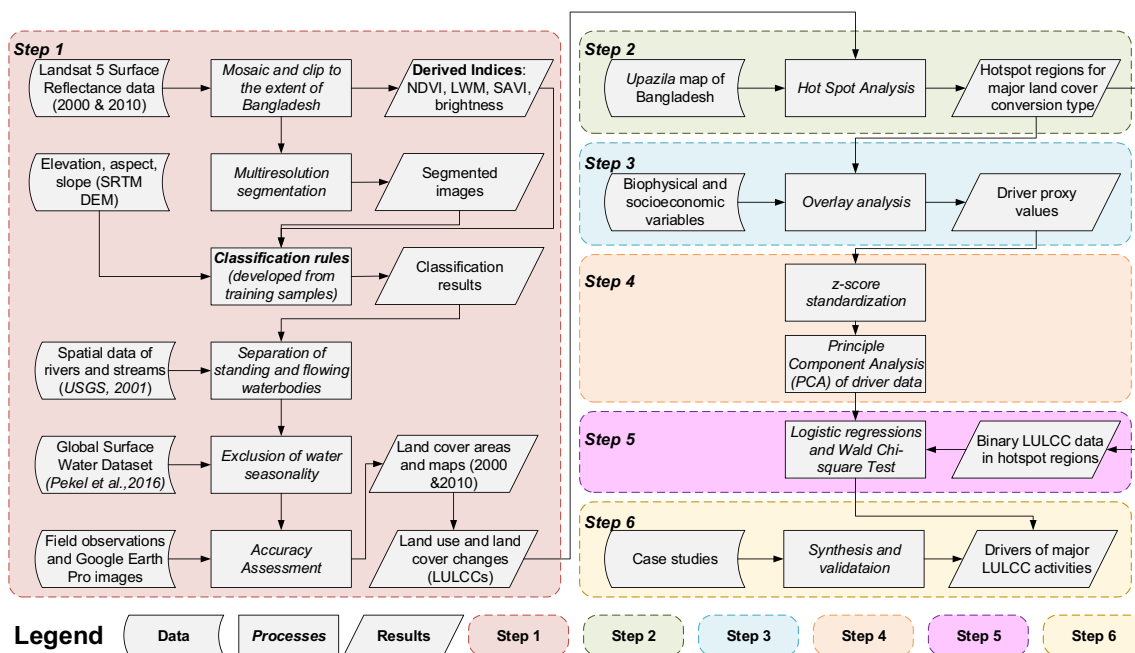 Step 1
Landsat 5 Surface
Reflectance data
(2000 & 2010)
Mosaic and clip to
the extent of
Bangladesh
Derived Indices:
NDVI, LWM, SAVI,
brightness
Elevation, aspect,
slope (SRTM
DEM)
Multiresolution
segmentation
Segmented
images
Classification rules
(developed from
training samples)
Classification
results
Spatial data of
rivers and streams
(USGS, 2001)
Separation of
standing and flowing
waterbodies
Global Surface
Water Dataset
(Pekel et al.,2016)
Exclusion of water
seasonality
Land cover areas
and maps (2000
&2010)
Field observations
and Google Earth
Pro images
Accuracy
Assessment
Land use and land
cover changes
(LULCCs)
Step 2
Upazila map of
Bangladesh
Hot Spot Analysis
Hotspot regions for
major land cover
conversion type
Step 3
Biophysical and
socioeconomic
variables
Overlay analysis
Driver proxy
values
Step 4
z-score
standardization
Principle
Component Analysis
(PCA) of driver data
Step 5
Logistic regressions
and Wald Chi-
square Test
Binary LULCC data
in hotspot regions
Step 6
Case studies
Synthesis and
validataion
Drivers of major
LULCC activities
Legend
Data
Processes
Results
Step 1
Step 2
Step 3
Step 4
Step 5
Step 6